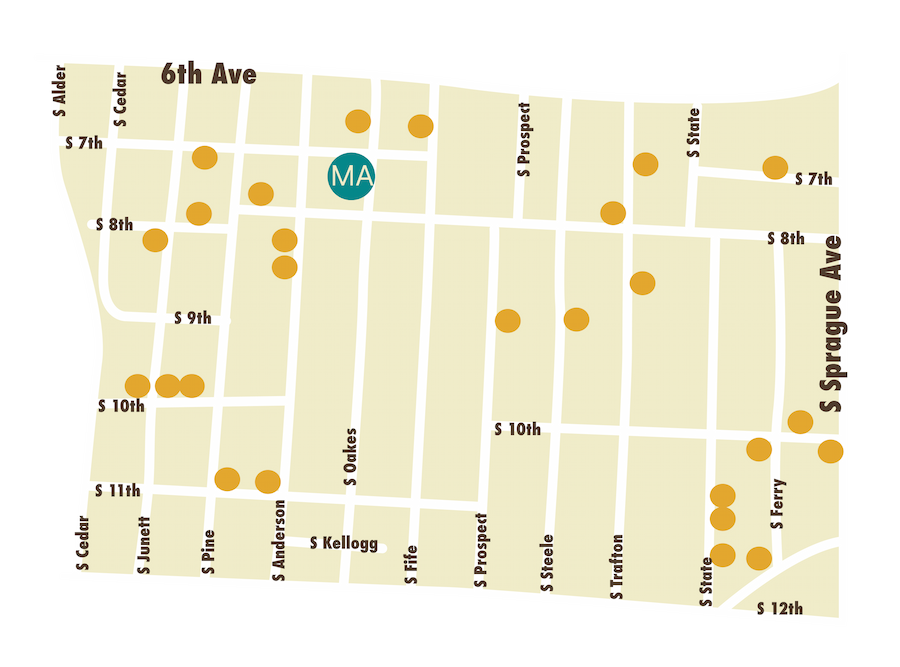 6th Ave
S Alder
S Cedar
S Prospect
S State
S 7th
S 7th
MA
S 8th
S 8th
S Sprague Ave
S 9th
S 10th
S 10th
S Oakes
S 11th
S Ferry
S Cedar
S Junett
S Pine
S Anderson
S Kellogg
S Fife
S Prospect
S Steele
S Trafton
S State
S 12th